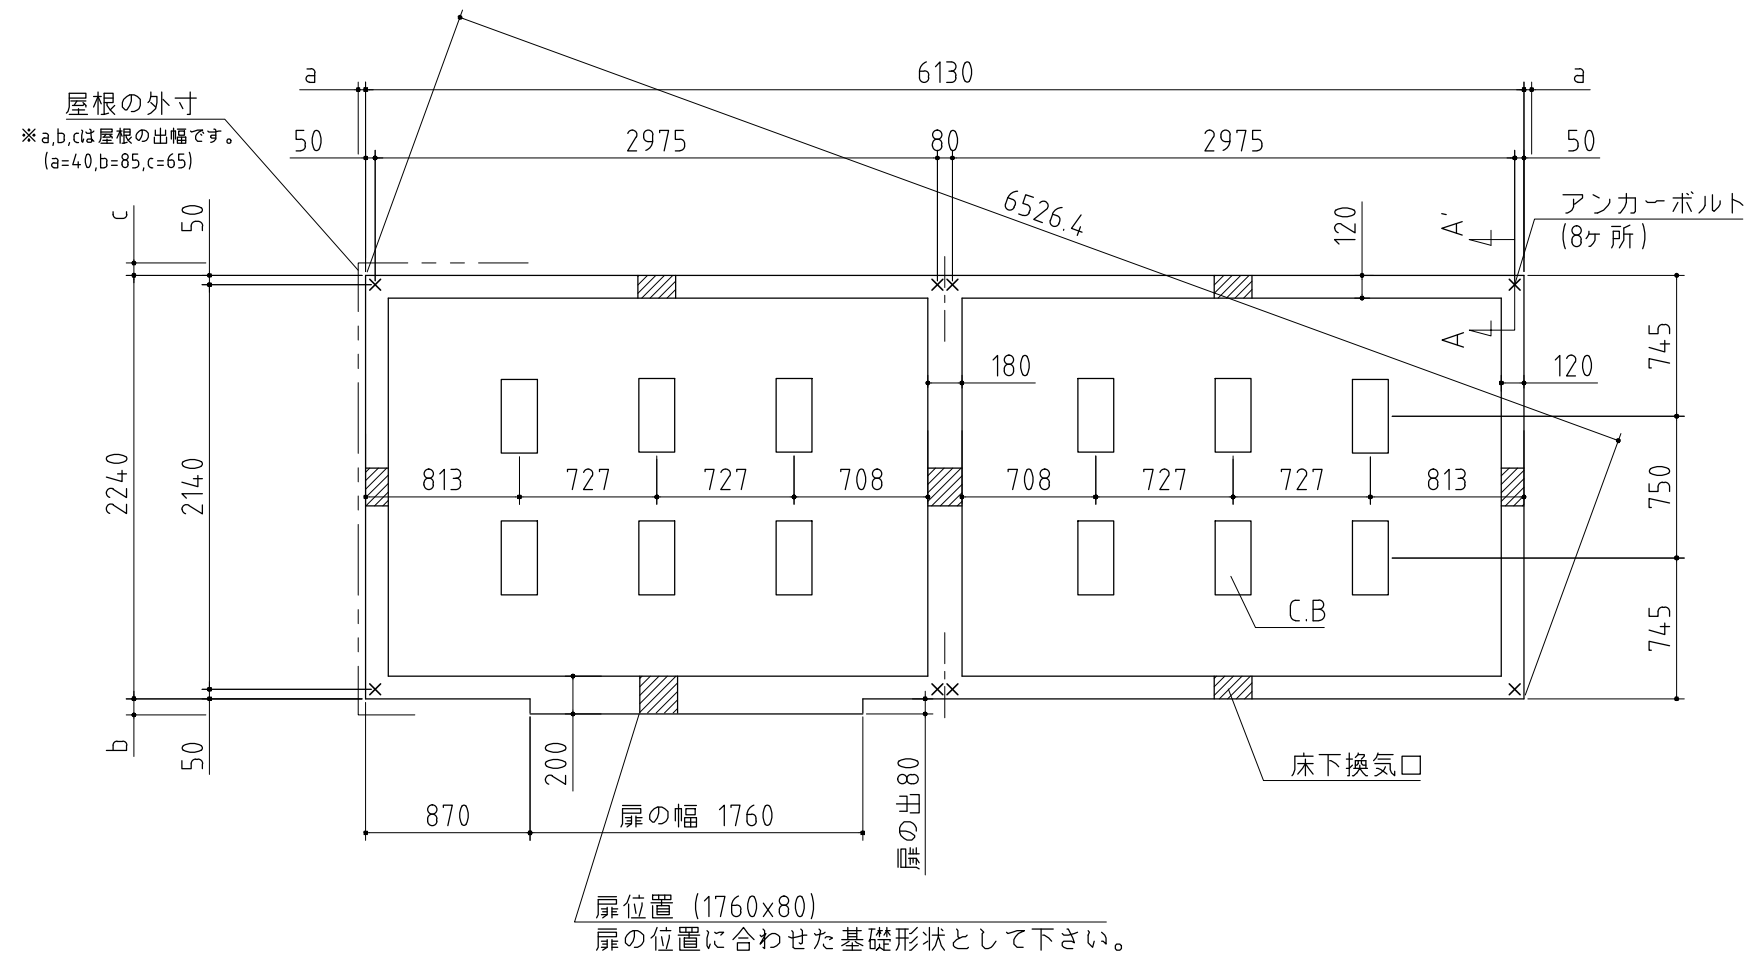 a
6130
a
屋根の外寸
※a,b,cは屋根の出幅です。
(a=40,b=85,c=65)
50
2975
80
2975
50
6526.4
アンカーボルト
(8ヶ所)
c
50
120
A'
A
745
180
120
2240
2140
813
727
727
708
708
727
727
813
750
C.B
745
b
50
200
扉の出80
床下換気口
870
扉の幅 1760
扉位置 (1760x80)
扉の位置に合わせた基礎形状として下さい。